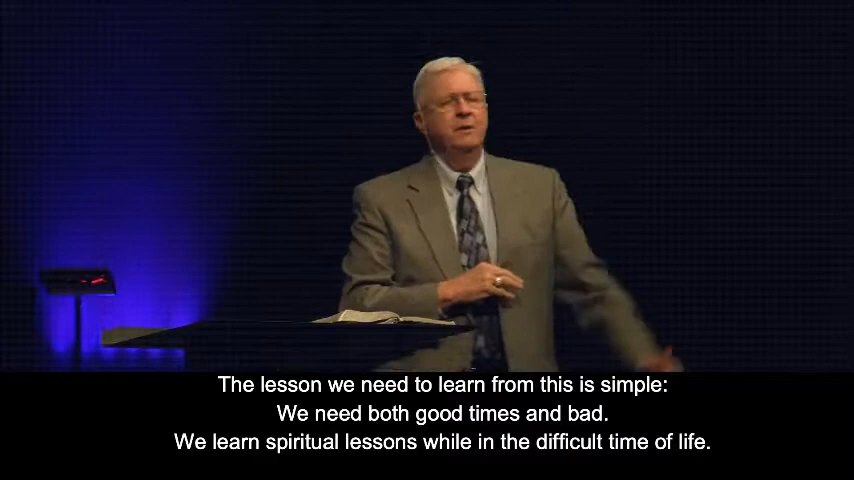 The lesson we need to learn from this is simple:
We need both good times and bad.
We learn spiritual lessons while in the difficult time of life.